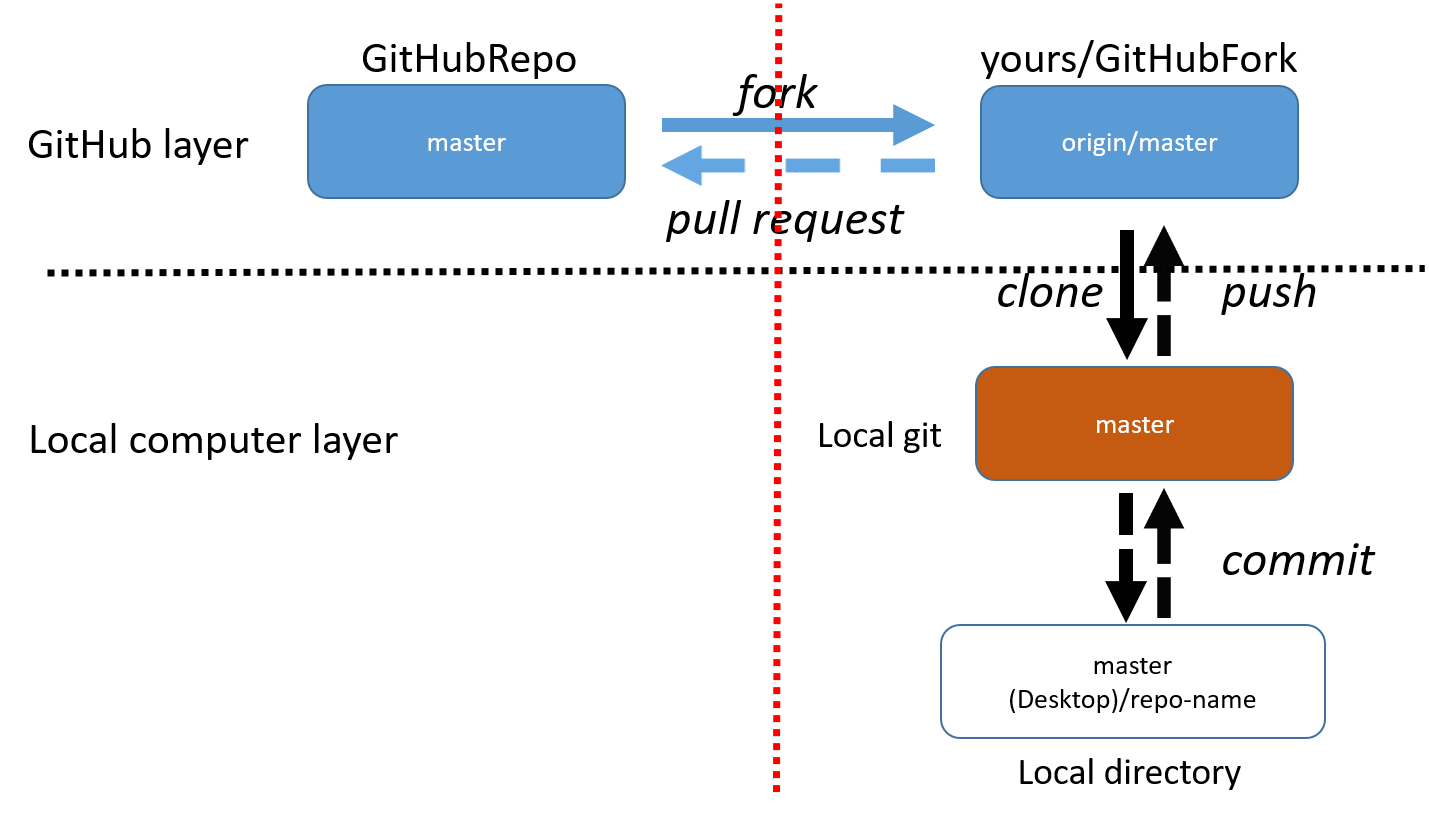 GitHubRepo
yours/GitHubFork
fork
GitHub layer
master
origin/master
pull request
clone
push
Local computer layer
Local git
master
commit
master
(Desktop)/repo-name
Local directory